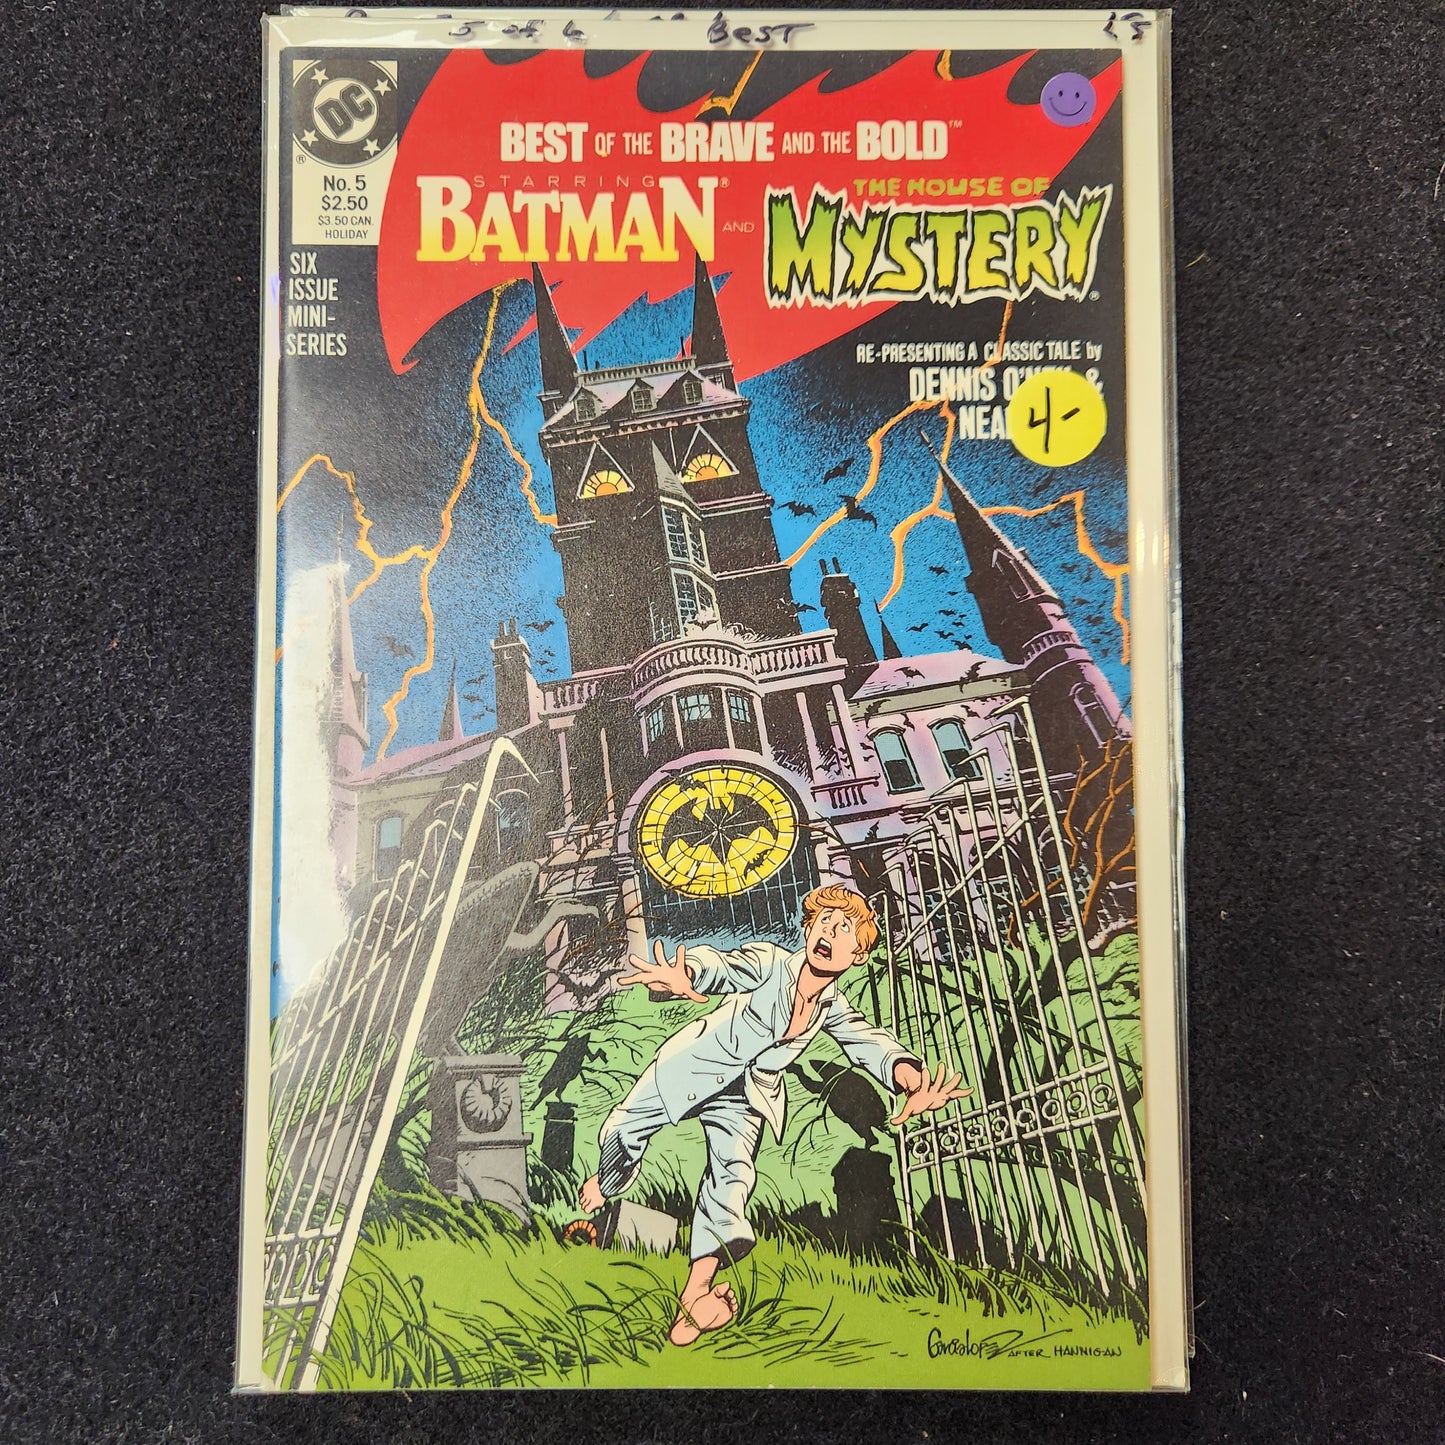 5 of 6 Best
DC
®
No. 5
$2.50
$3.50 CAN.
HOLIDAY
SIX
ISSUE
MINI-
SERIES
BEST OF THE BRAVE AND THE BOLD™
STARRING
BATMAN® AND
THE HOUSE OF
MYSTERY®
RE-PRESENTING A CLASSIC TALE by
DENNIS &
4-
AFTER HANNIGAN